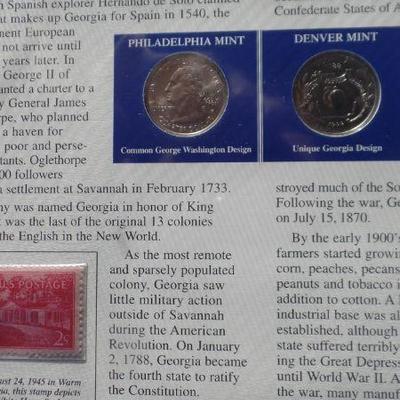 n Spanish explorer Hernando de Soto claimed
at makes up Georgia for Spain in 1540, the
nent European
not arrive until
years later. In
George II of
anted a charter to a
y General James
pe, who planned
a haven for
poor and perse-
tants. Oglethorpe
00 followers
a settlement at Savannah in February 1733.
ny was named Georgia in honor of King
t was the last of the original 13 colonies
the English in the New World.
As the most remote
and sparsely populated
colony, Georgia saw
little military action
outside of Savannah
during the American
Revolution. On January
2, 1788, Georgia became
the fourth state to ratify
the Constitution.
U.S. POSTAGE
2¢
ust 24, 1945 in Warm
gia, this stamp depicts
Confederate States of A
PHILADELPHIA MINT
Common George Washington Design
DENVER MINT
Unique Georgia Design
stroyed much of the So
Following the war, Ge
on July 15, 1870.
By the early 1900's
farmers started growin
corn, peaches, pecans
peanuts and tobacco i
addition to cotton. A l
industrial base was al
established, although
state suffered terribly
ing the Great Depres
until World War II. A
the war, many manuf